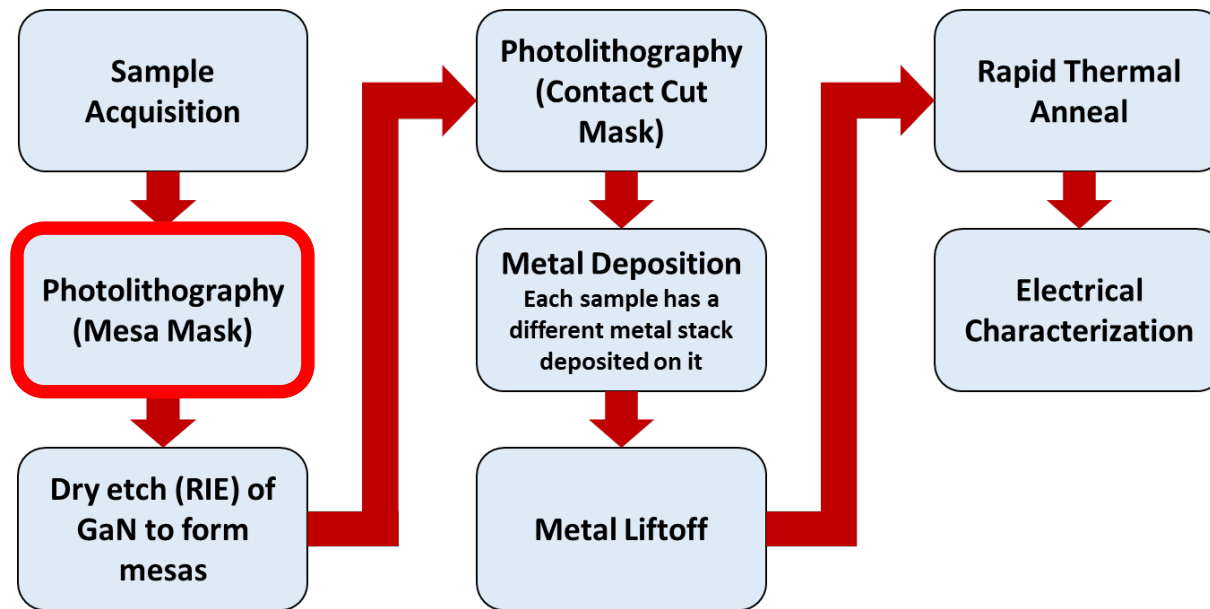 Sample
Acquisition
Photolithography
(Mesa Mask)
Dry etch (RIE) of
GaN to form
mesas
Photolithography
(Contact Cut
Mask)
Metal Deposition
Each sample has a
different metal stack
deposited on it
Metal Liftoff
Rapid Thermal
Anneal
Electrical
Characterization